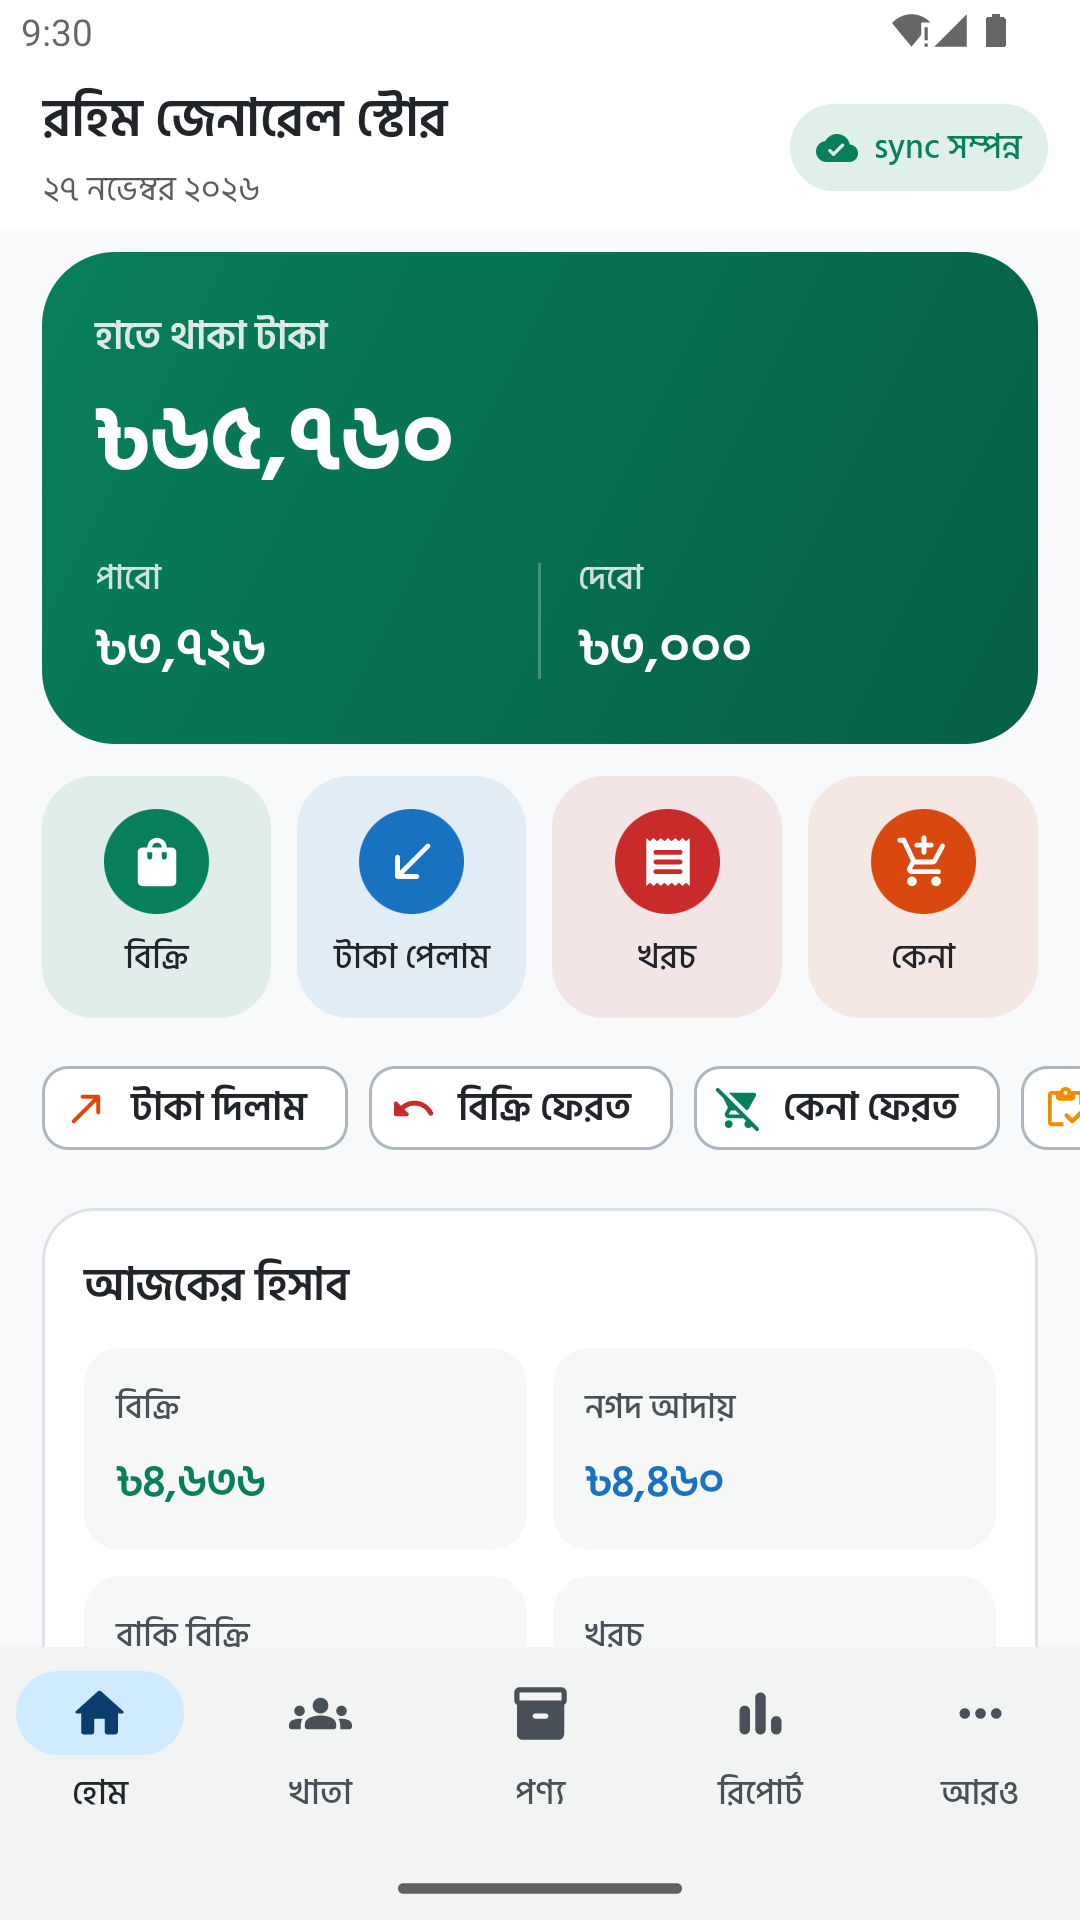 9:30
রহিম জেনারেল স্টোর
২৭ নভেম্বর ২০২৬
sync সম্পন্ন
হাতে থাকা টাকা
৳৬৫,৭৬০
পাবো
দেবো
৳৩,৭২৬
৳৩,০০০
বিক্রি
টাকা পেলাম
খরচ
কেনা
টাকা দিলাম
বিক্রি ফেরত
কেনা ফেরত
আজকের হিসাব
বিক্রি
নগদ আদায়
৳৪,৬৩৬
৳৪,৪৬০
বাকি বিক্রি
খরচ
হোম
খাতা
পণ্য
রিপোর্ট
আরও